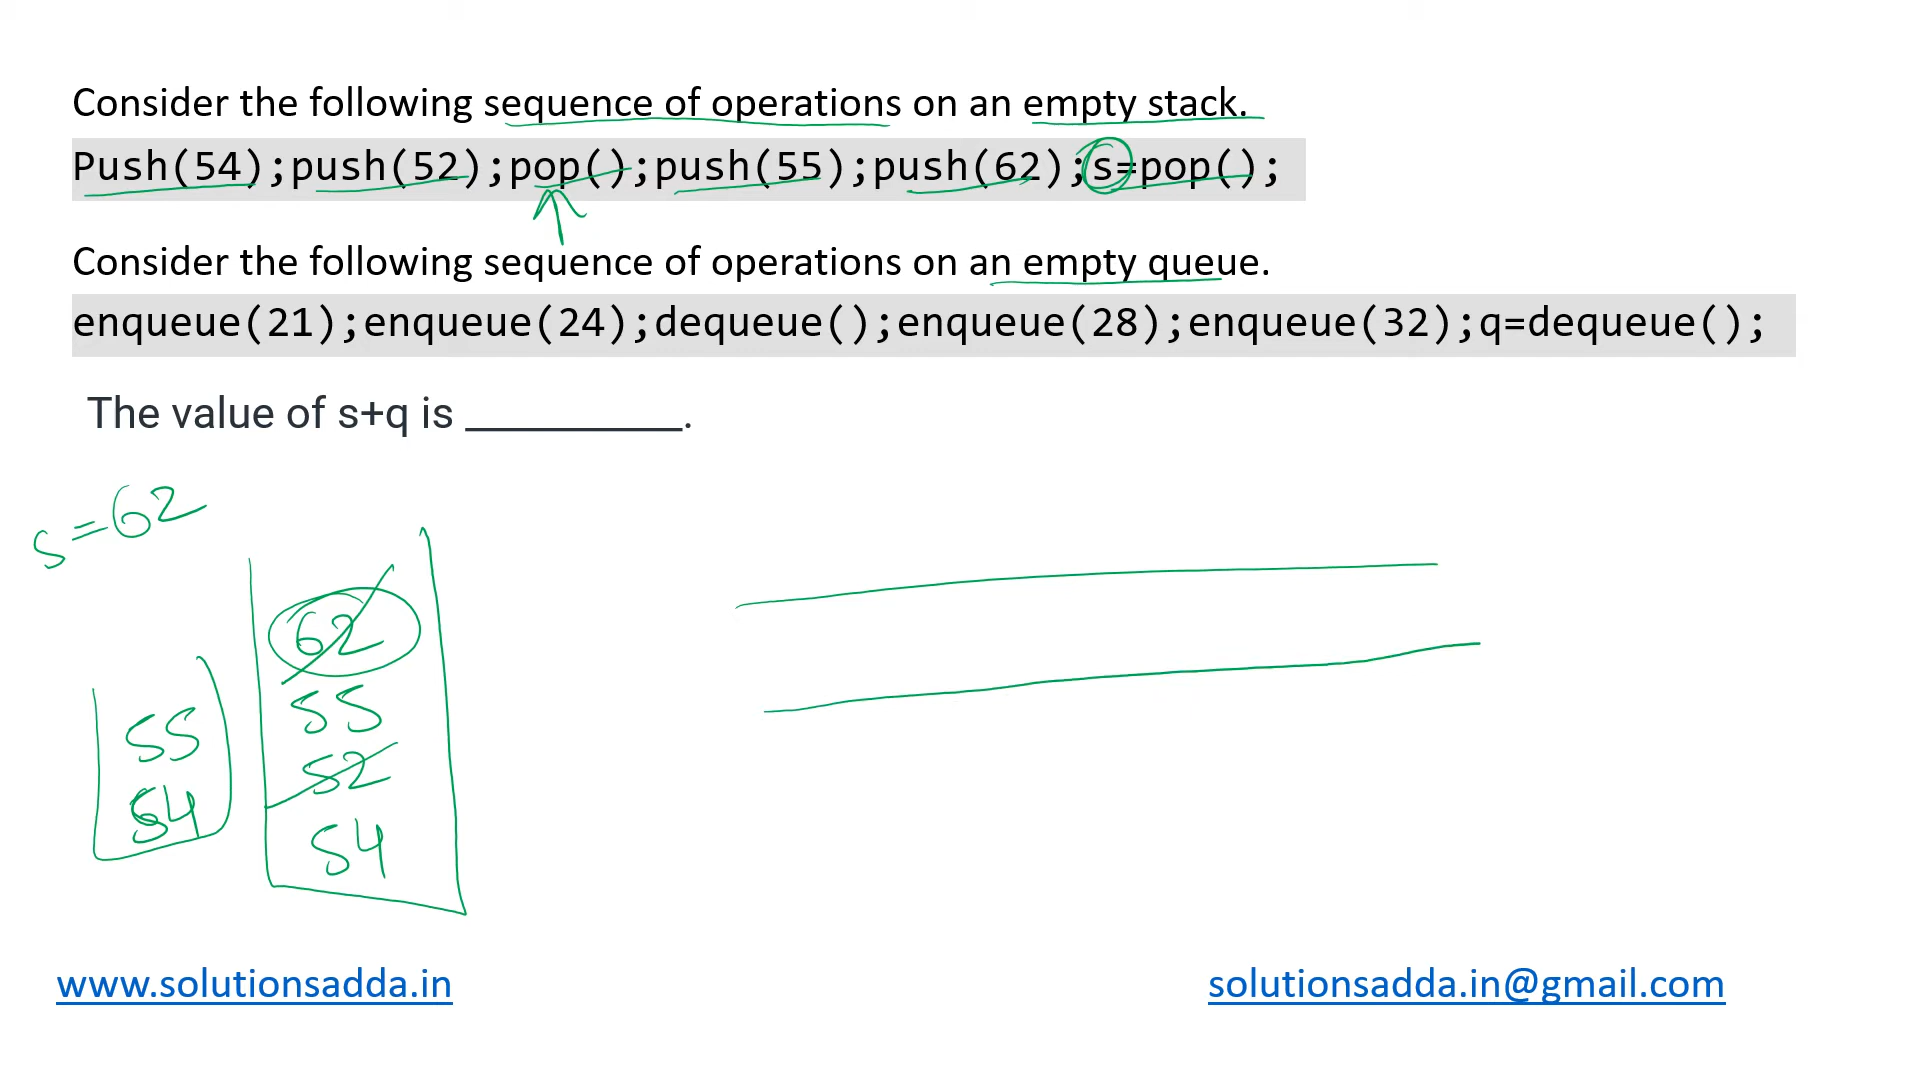 Consider the following sequence of operations on an empty stack.
Push(54);push(52);pop();push(55);push(62);s=pop();
Consider the following sequence of operations on an empty queue.
enqueue(21);enqueue(24);dequeue();enqueue(28);enqueue(32);q=dequeue();
The value of s+q is __________.
s=62
62
55
52
54
55
54
www.solutionsadda.in
solutionsadda.in@gmail.com